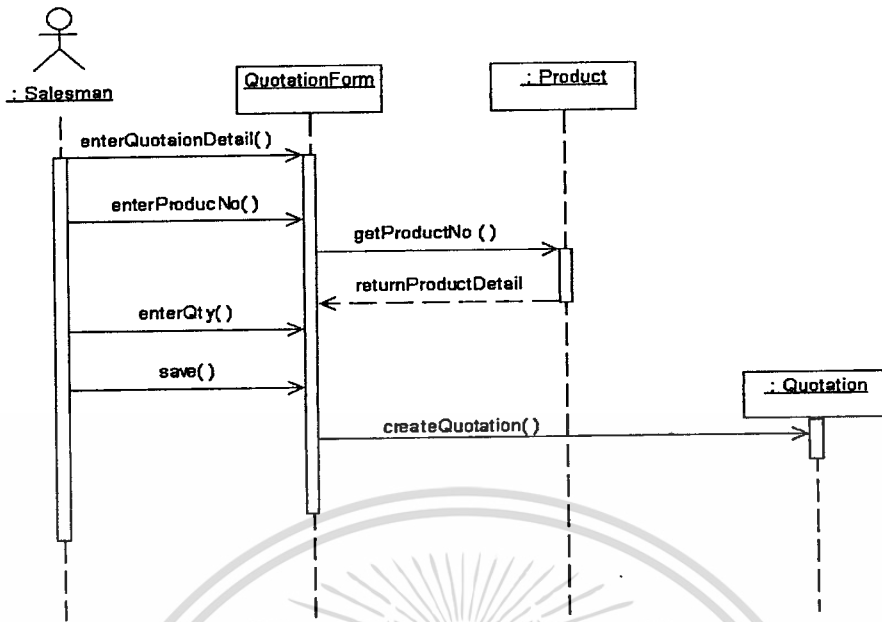 : Salesman
QuotationForm
: Product
enterQuotaionDetail()
enterProducNo()
getProductNo ()
returnProductDetail
enterQty()
save()
: Quotation
createQuotation()